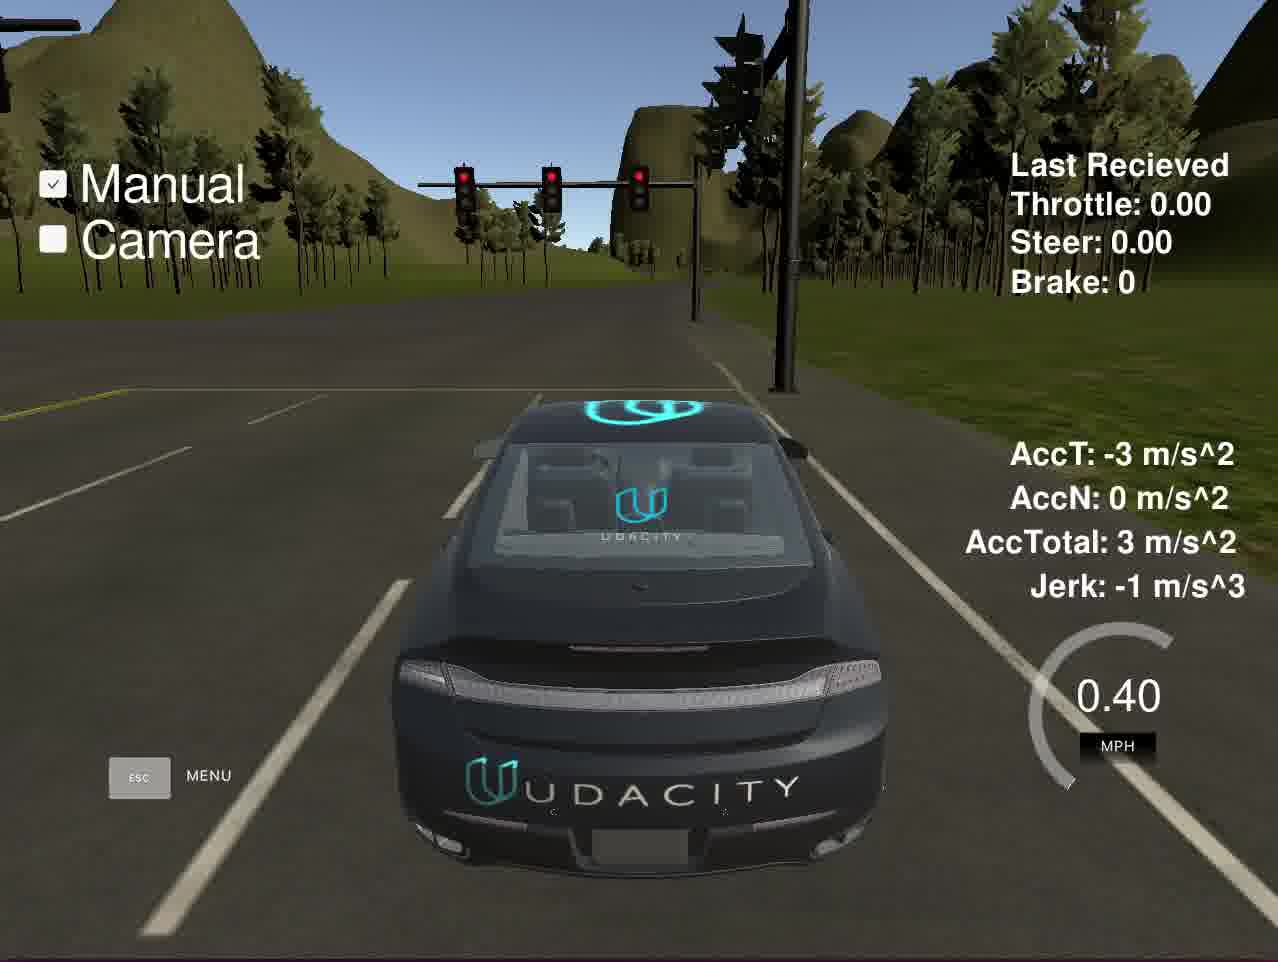 Manual
Camera
Last Recieved
Throttle: 0.00
Steer: 0.00
Brake: 0
AccT: -3 m/s^2
AccN: 0 m/s^2
AccTotal: 3 m/s^2
Jerk: -1 m/s^3
UDACITY
0.40
MPH
ESC MENU
UDACITY